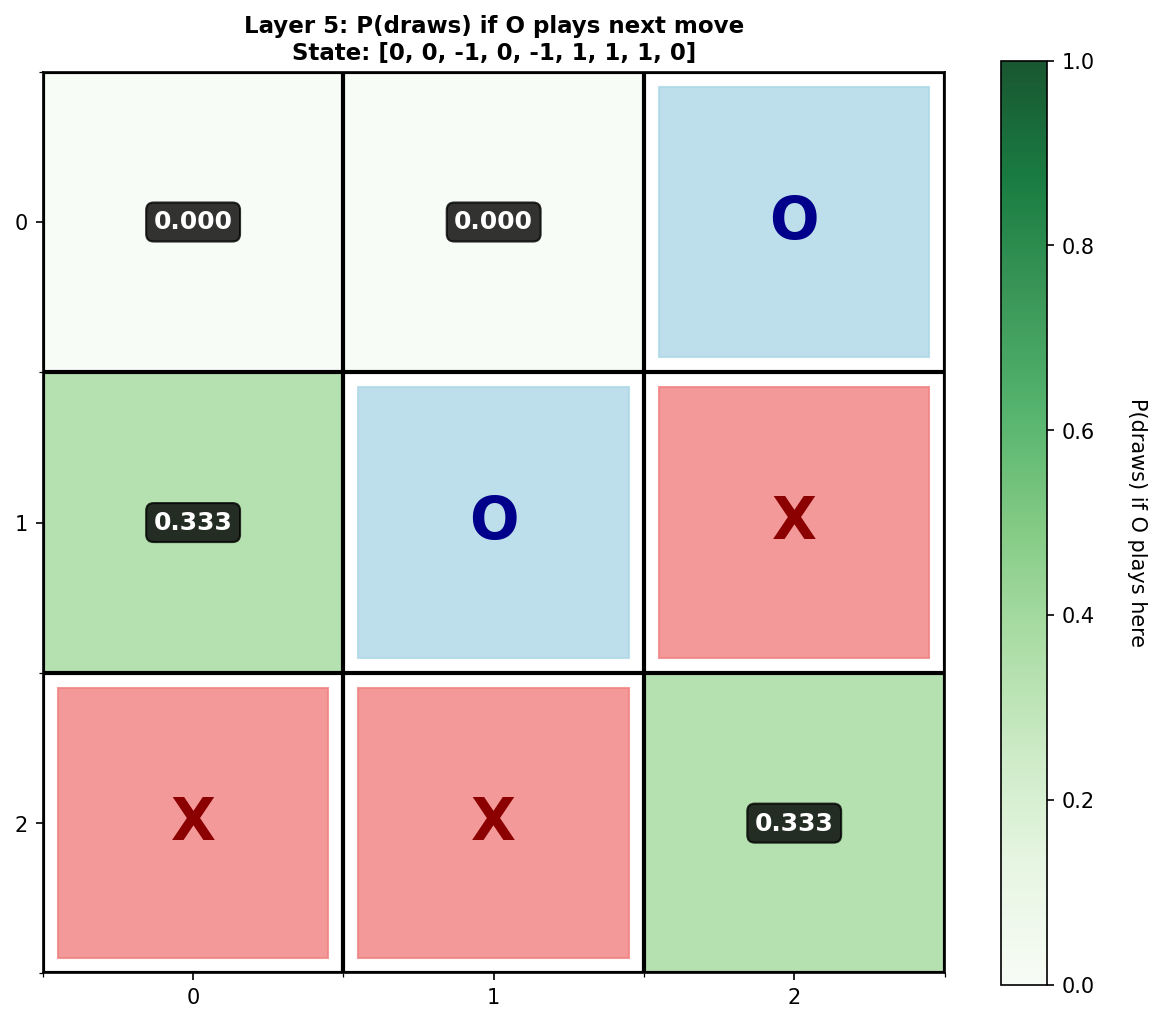 Layer 5: P(draws) if O plays next move
State: [0, 0, -1, 0, -1, 1, 1, 1, 0]
0
0.000
0.000
O
1
0.333
O
X
2
X
X
0.333
0
1
2
1.0
0.8
0.6
0.4
0.2
0.0
P(draws) if O plays here